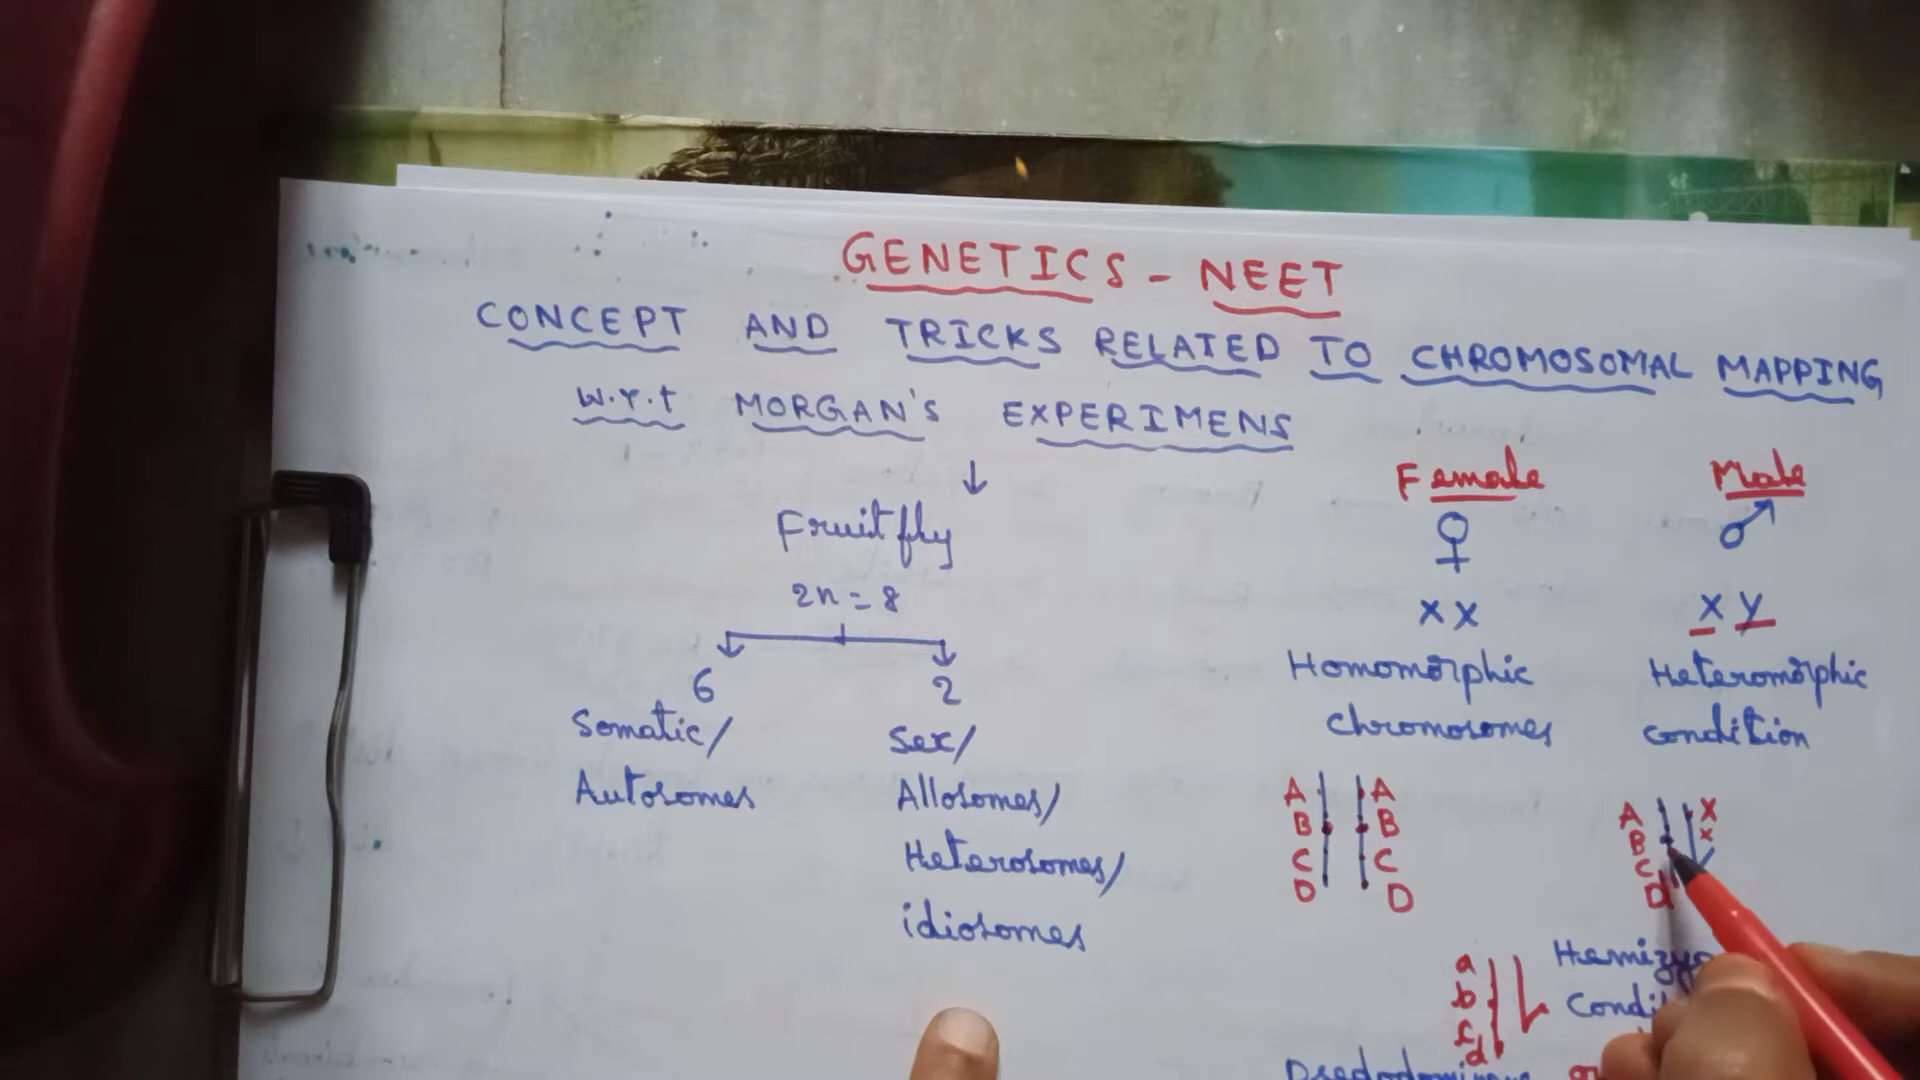 GENETICS - NEET
CONCEPT AND TRICKS RELATED TO CHROMOSOMAL MAPPING
W.r.t MORGAN'S EXPERIMENS
Fruit fly
2n = 8
6 2
Somatic/
Autosomes
Sex/
Allosomes/
Heterosomes/
idiosomes
Female Male
♀ ♂
XX XY
Homomorphic
chromosomes
Heteromorphic
condition
A A
B B
C C
D D
A X
B X
C
D
a
b
c
d